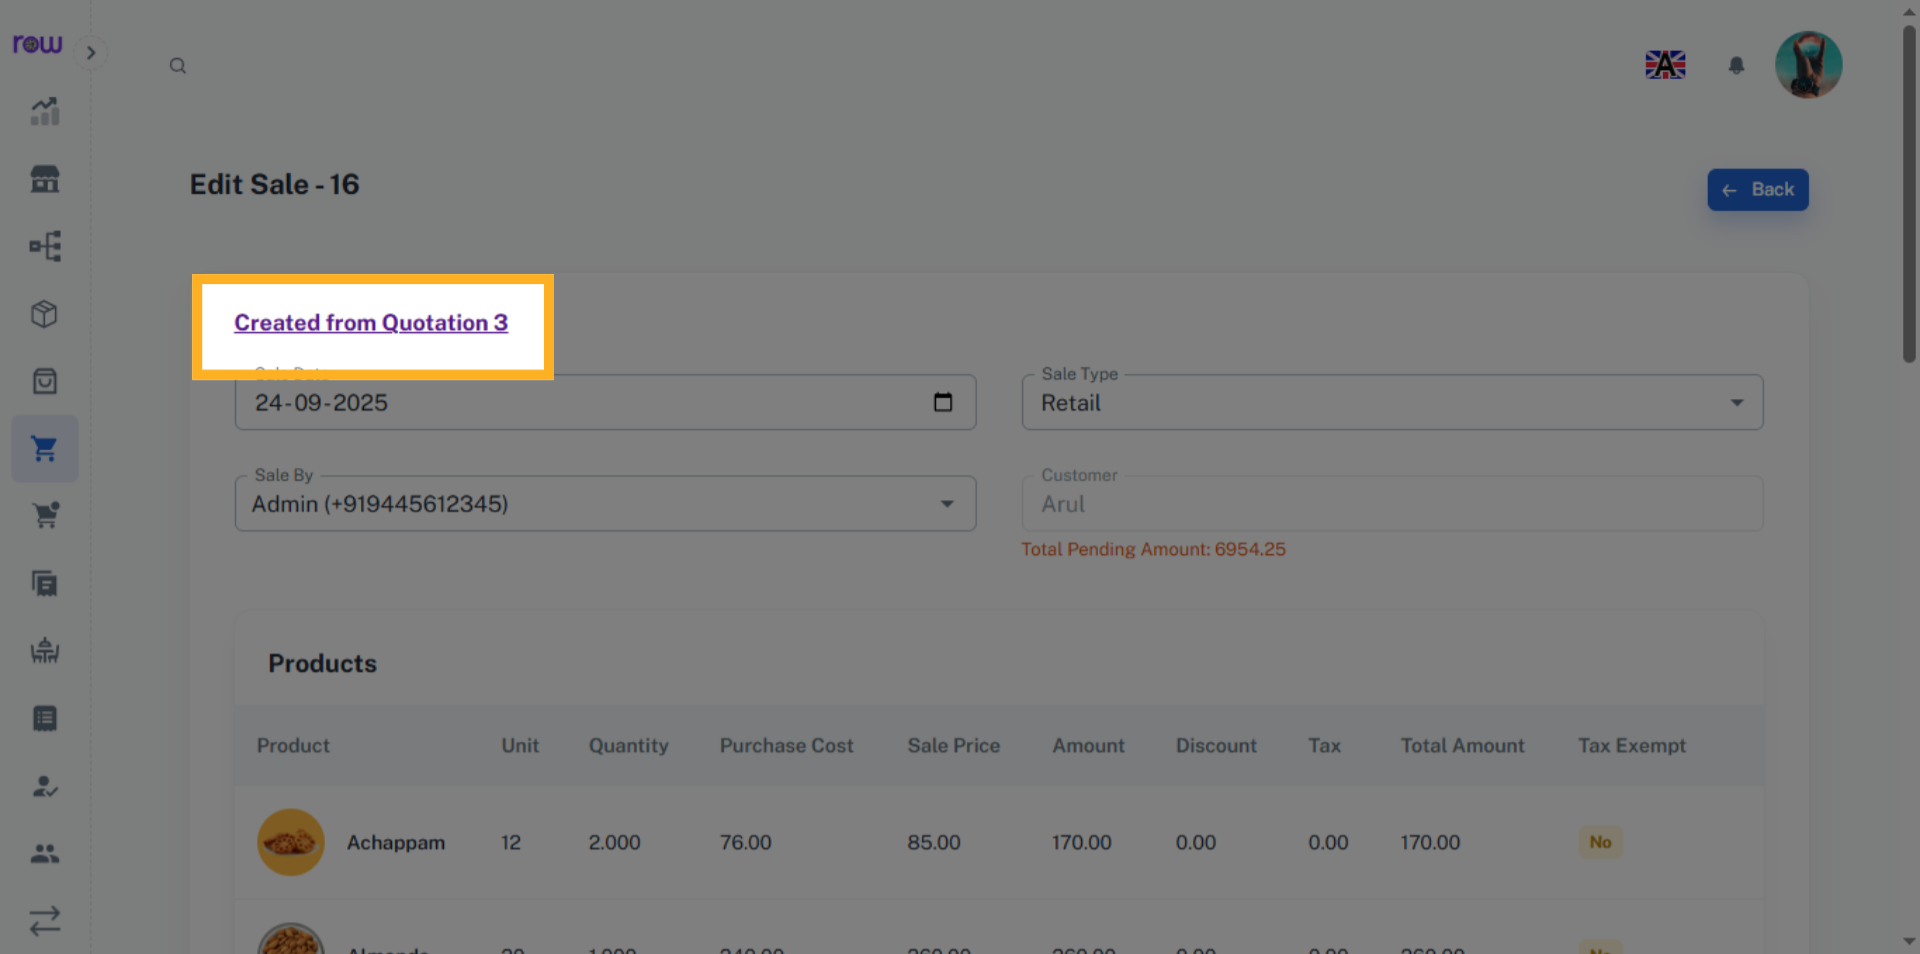 row
A
Edit Sale - 16
← Back
Created from Quotation 3
Sale Date
24-09-2025
Sale Type
Retail
Sale By
Admin (+919445612345)
Customer
Arul
Total Pending Amount: 6954.25
Products
Product Unit Quantity Purchase Cost Sale Price Amount Discount Tax Total Amount Tax Exempt
Achappam 12 2.000 76.00 85.00 170.00 0.00 0.00 170.00 No